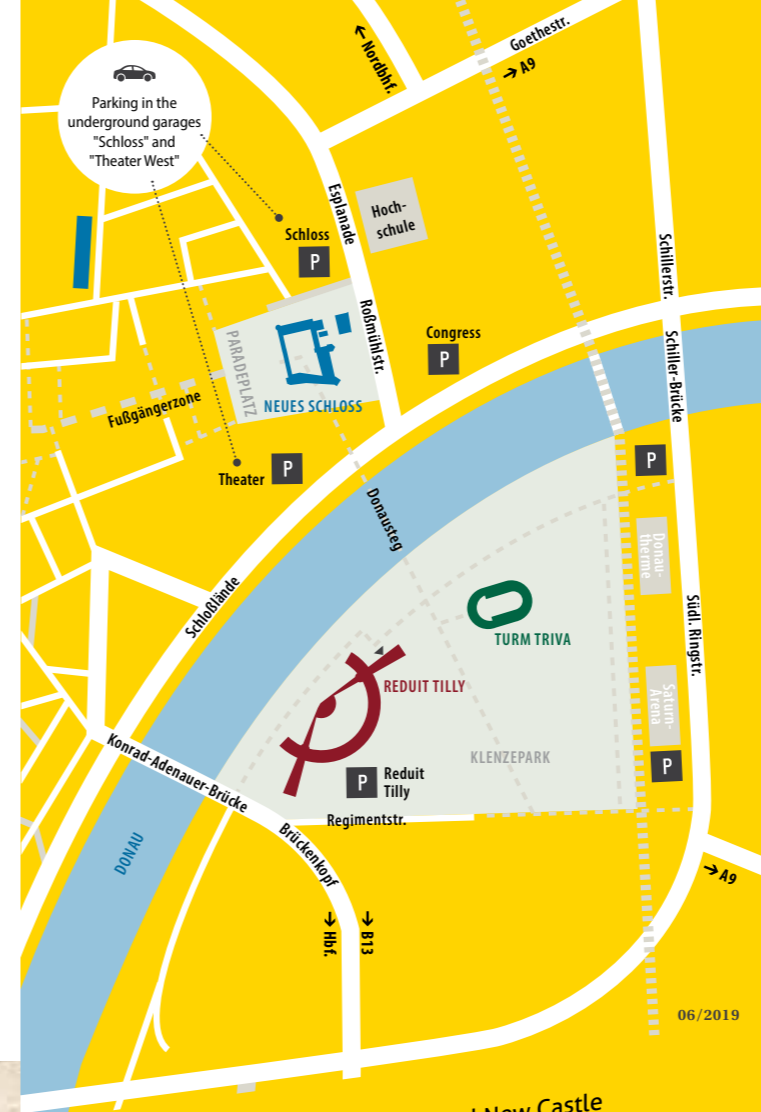 ← Nordbhf.
Goethestr.
→ A9
Parking in the
underground garages
"Schloss" and
"Theater West"
Esplanade
Hoch-
schule
Schloss
P
Schillerstr.
PARADEPLATZ
Roßmühlstr.
Congress
P
Schiller-Brücke
NEUES SCHLOSS
Fußgängerzone
Theater P
P
Donausteg
Donau-
therme
Schloßlände
TURM TRIVA
Südl. Ringstr.
REDUIT TILLY
Saturn-
Arena
KLENZEPARK
P
P Reduit
Tilly
Konrad-Adenauer-Brücke
Regimentstr.
DONAU
Brückenkopf
→ A9
→ Hbf.
→ B13
06/2019
New Castle